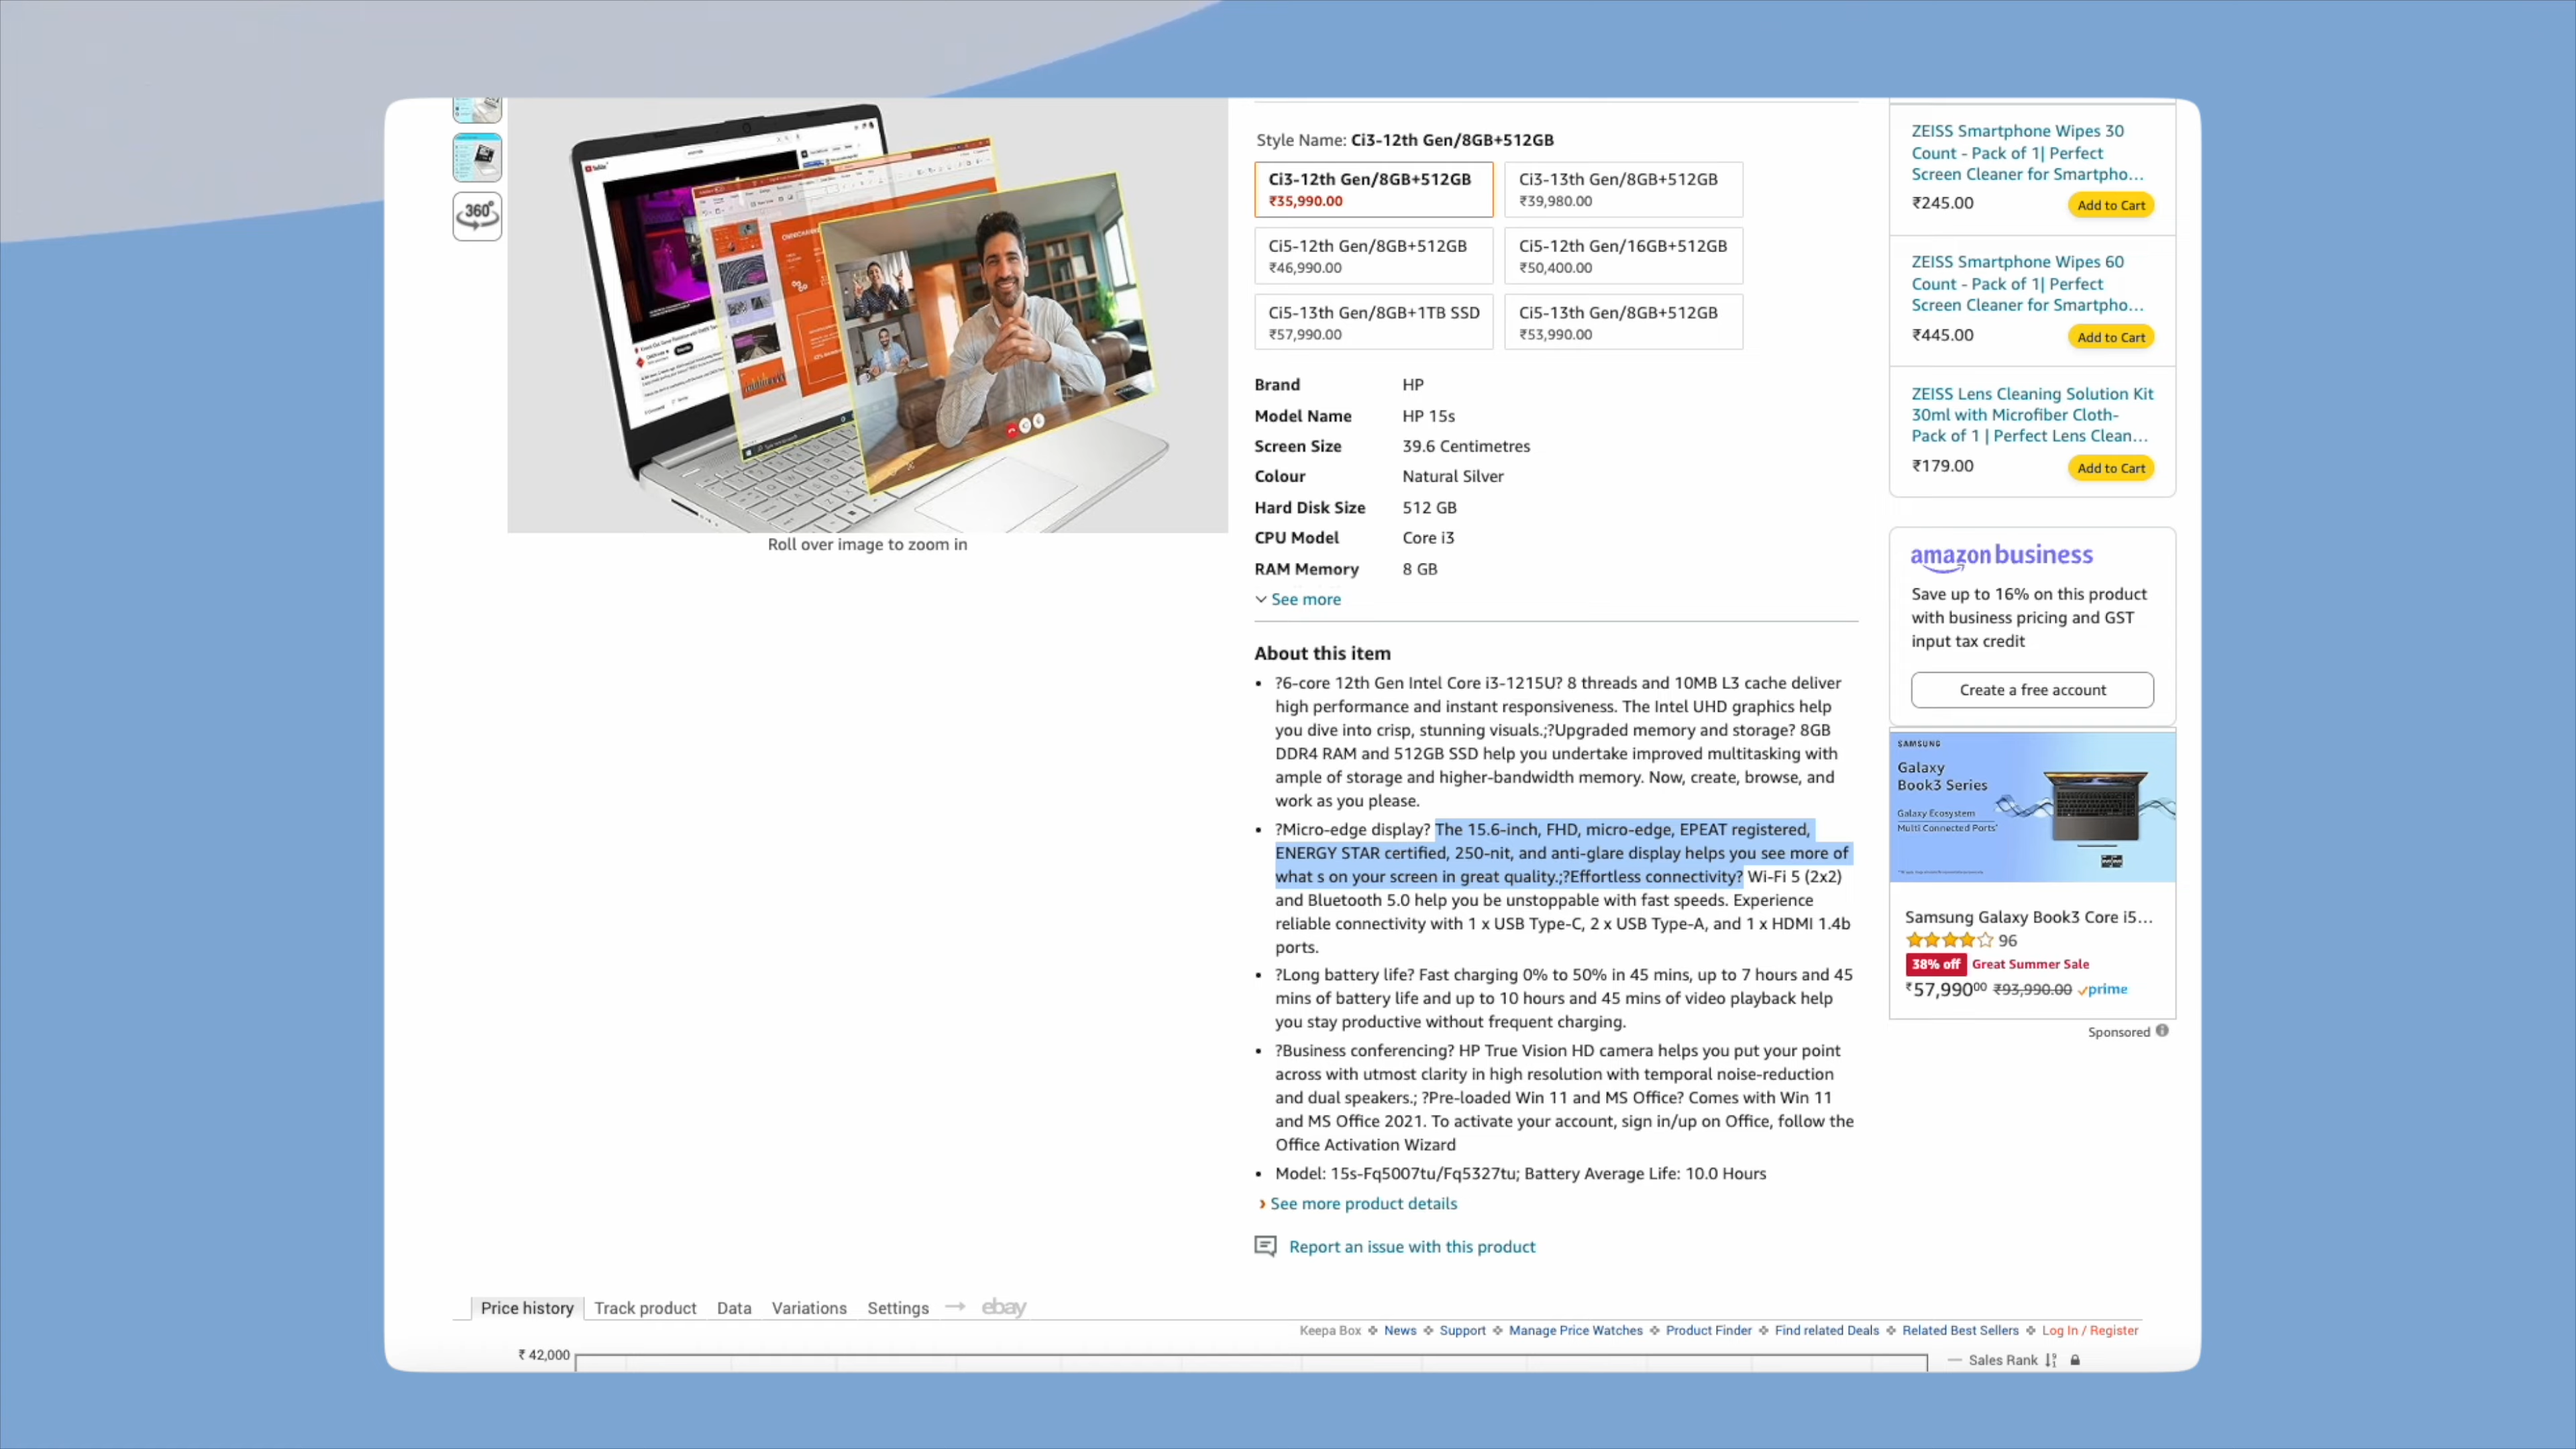 360°
Roll over image to zoom in
Style Name: Ci3-12th Gen/8GB+512GB
Ci3-12th Gen/8GB+512GB
₹35,990.00
Ci3-13th Gen/8GB+512GB
₹39,980.00
Ci5-12th Gen/8GB+512GB
₹46,990.00
Ci5-12th Gen/16GB+512GB
₹50,400.00
Ci5-13th Gen/8GB+1TB SSD
₹57,990.00
Ci5-13th Gen/8GB+512GB
₹53,990.00
Brand HP
Model Name HP 15s
Screen Size 39.6 Centimetres
Colour Natural Silver
Hard Disk Size 512 GB
CPU Model Core i3
RAM Memory 8 GB
See more
About this item
• ?6-core 12th Gen Intel Core i3-1215U? 8 threads and 10MB L3 cache deliver
high performance and instant responsiveness. The Intel UHD graphics help
you dive into crisp, stunning visuals.;?Upgraded memory and storage? 8GB
DDR4 RAM and 512GB SSD help you undertake improved multitasking with
ample of storage and higher-bandwidth memory. Now, create, browse, and
work as you please.
• ?Micro-edge display? The 15.6-inch, FHD, micro-edge, EPEAT registered,
ENERGY STAR certified, 250-nit, and anti-glare display helps you see more of
what s on your screen in great quality.;?Effortless connectivity? Wi-Fi 5 (2x2)
and Bluetooth 5.0 help you be unstoppable with fast speeds. Experience
reliable connectivity with 1 x USB Type-C, 2 x USB Type-A, and 1 x HDMI 1.4b
ports.
• ?Long battery life? Fast charging 0% to 50% in 45 mins, up to 7 hours and 45
mins of battery life and up to 10 hours and 45 mins of video playback help
you stay productive without frequent charging.
• ?Business conferencing? HP True Vision HD camera helps you put your point
across with utmost clarity in high resolution with temporal noise-reduction
and dual speakers.; ?Pre-loaded Win 11 and MS Office? Comes with Win 11
and MS Office 2021. To activate your account, sign in/up on Office, follow the
Office Activation Wizard
• Model: 15s-Fq5007tu/Fq5327tu; Battery Average Life: 10.0 Hours
› See more product details
Report an issue with this product
ZEISS Smartphone Wipes 30
Count - Pack of 1| Perfect
Screen Cleaner for Smartpho...
₹245.00 Add to Cart
ZEISS Smartphone Wipes 60
Count - Pack of 1| Perfect
Screen Cleaner for Smartpho...
₹445.00 Add to Cart
ZEISS Lens Cleaning Solution Kit
30ml with Microfiber Cloth-
Pack of 1 | Perfect Lens Clean...
₹179.00 Add to Cart
amazon business
Save up to 16% on this product
with business pricing and GST
input tax credit
Create a free account
SAMSUNG
Galaxy
Book3 Series
Galaxy Ecosystem
Multi Connected Ports*
Samsung Galaxy Book3 Core i5...
96
38% off Great Summer Sale
₹57,990⁰⁰ ₹93,990.00 prime
Sponsored
Price history Track product Data Variations Settings → ebay
Keepa Box News Support Manage Price Watches Product Finder Find related Deals Related Best Sellers Log In / Register
₹ 42,000
Sales Rank